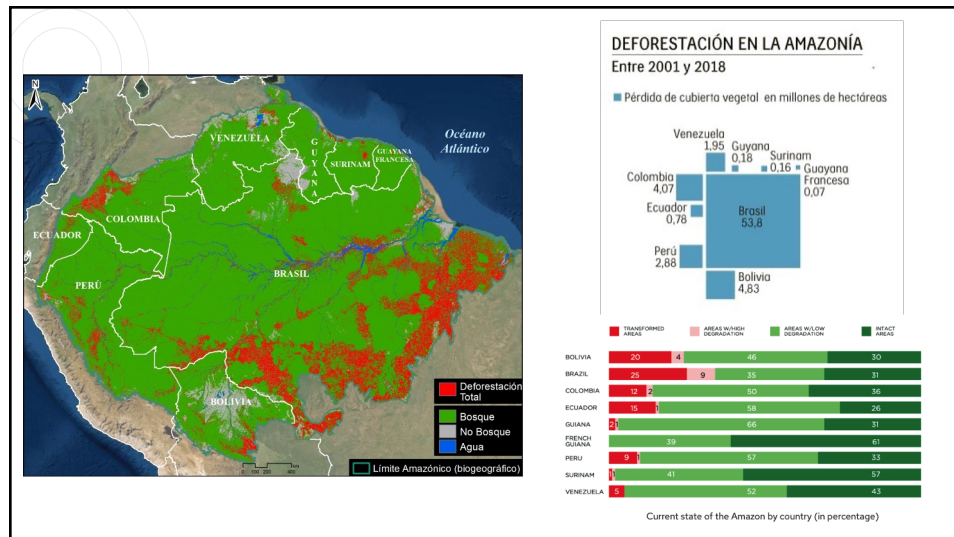 N
VENEZUELA
GUYANA
SURINAM
GUAYANA
FRANCESA
Océano
Atlántico
COLOMBIA
ECUADOR
BRASIL
PERÚ
BOLIVIA
Deforestación
Total
Bosque
No Bosque
Agua
Límite Amazónico (biogeográfico)
DEFORESTACIÓN EN LA AMAZONÍA
Entre 2001 y 2018
Pérdida de cubierta vegetal en millones de hectáreas
Venezuela
1,95
Guyana
0,18
Surinam
0,16
Guayana
Francesa
0,07
Colombia
4,07
Ecuador
0,78
Brasil
53,8
Perú
2,88
Bolivia
4,83
TRANSFORMED
AREAS
AREAS W/HIGH
DEGRADATION
AREAS W/LOW
DEGRADATION
INTACT
AREAS
BOLIVIA 20 4 46 30
BRAZIL 25 9 35 31
COLOMBIA 12 2 50 36
ECUADOR 15 1 58 26
GUIANA 2 1 66 31
FRENCH
GUIANA 39 61
PERU 9 1 57 33
SURINAM 1 1 41 57
VENEZUELA 5 52 43
Current state of the Amazon by country (in percentage)